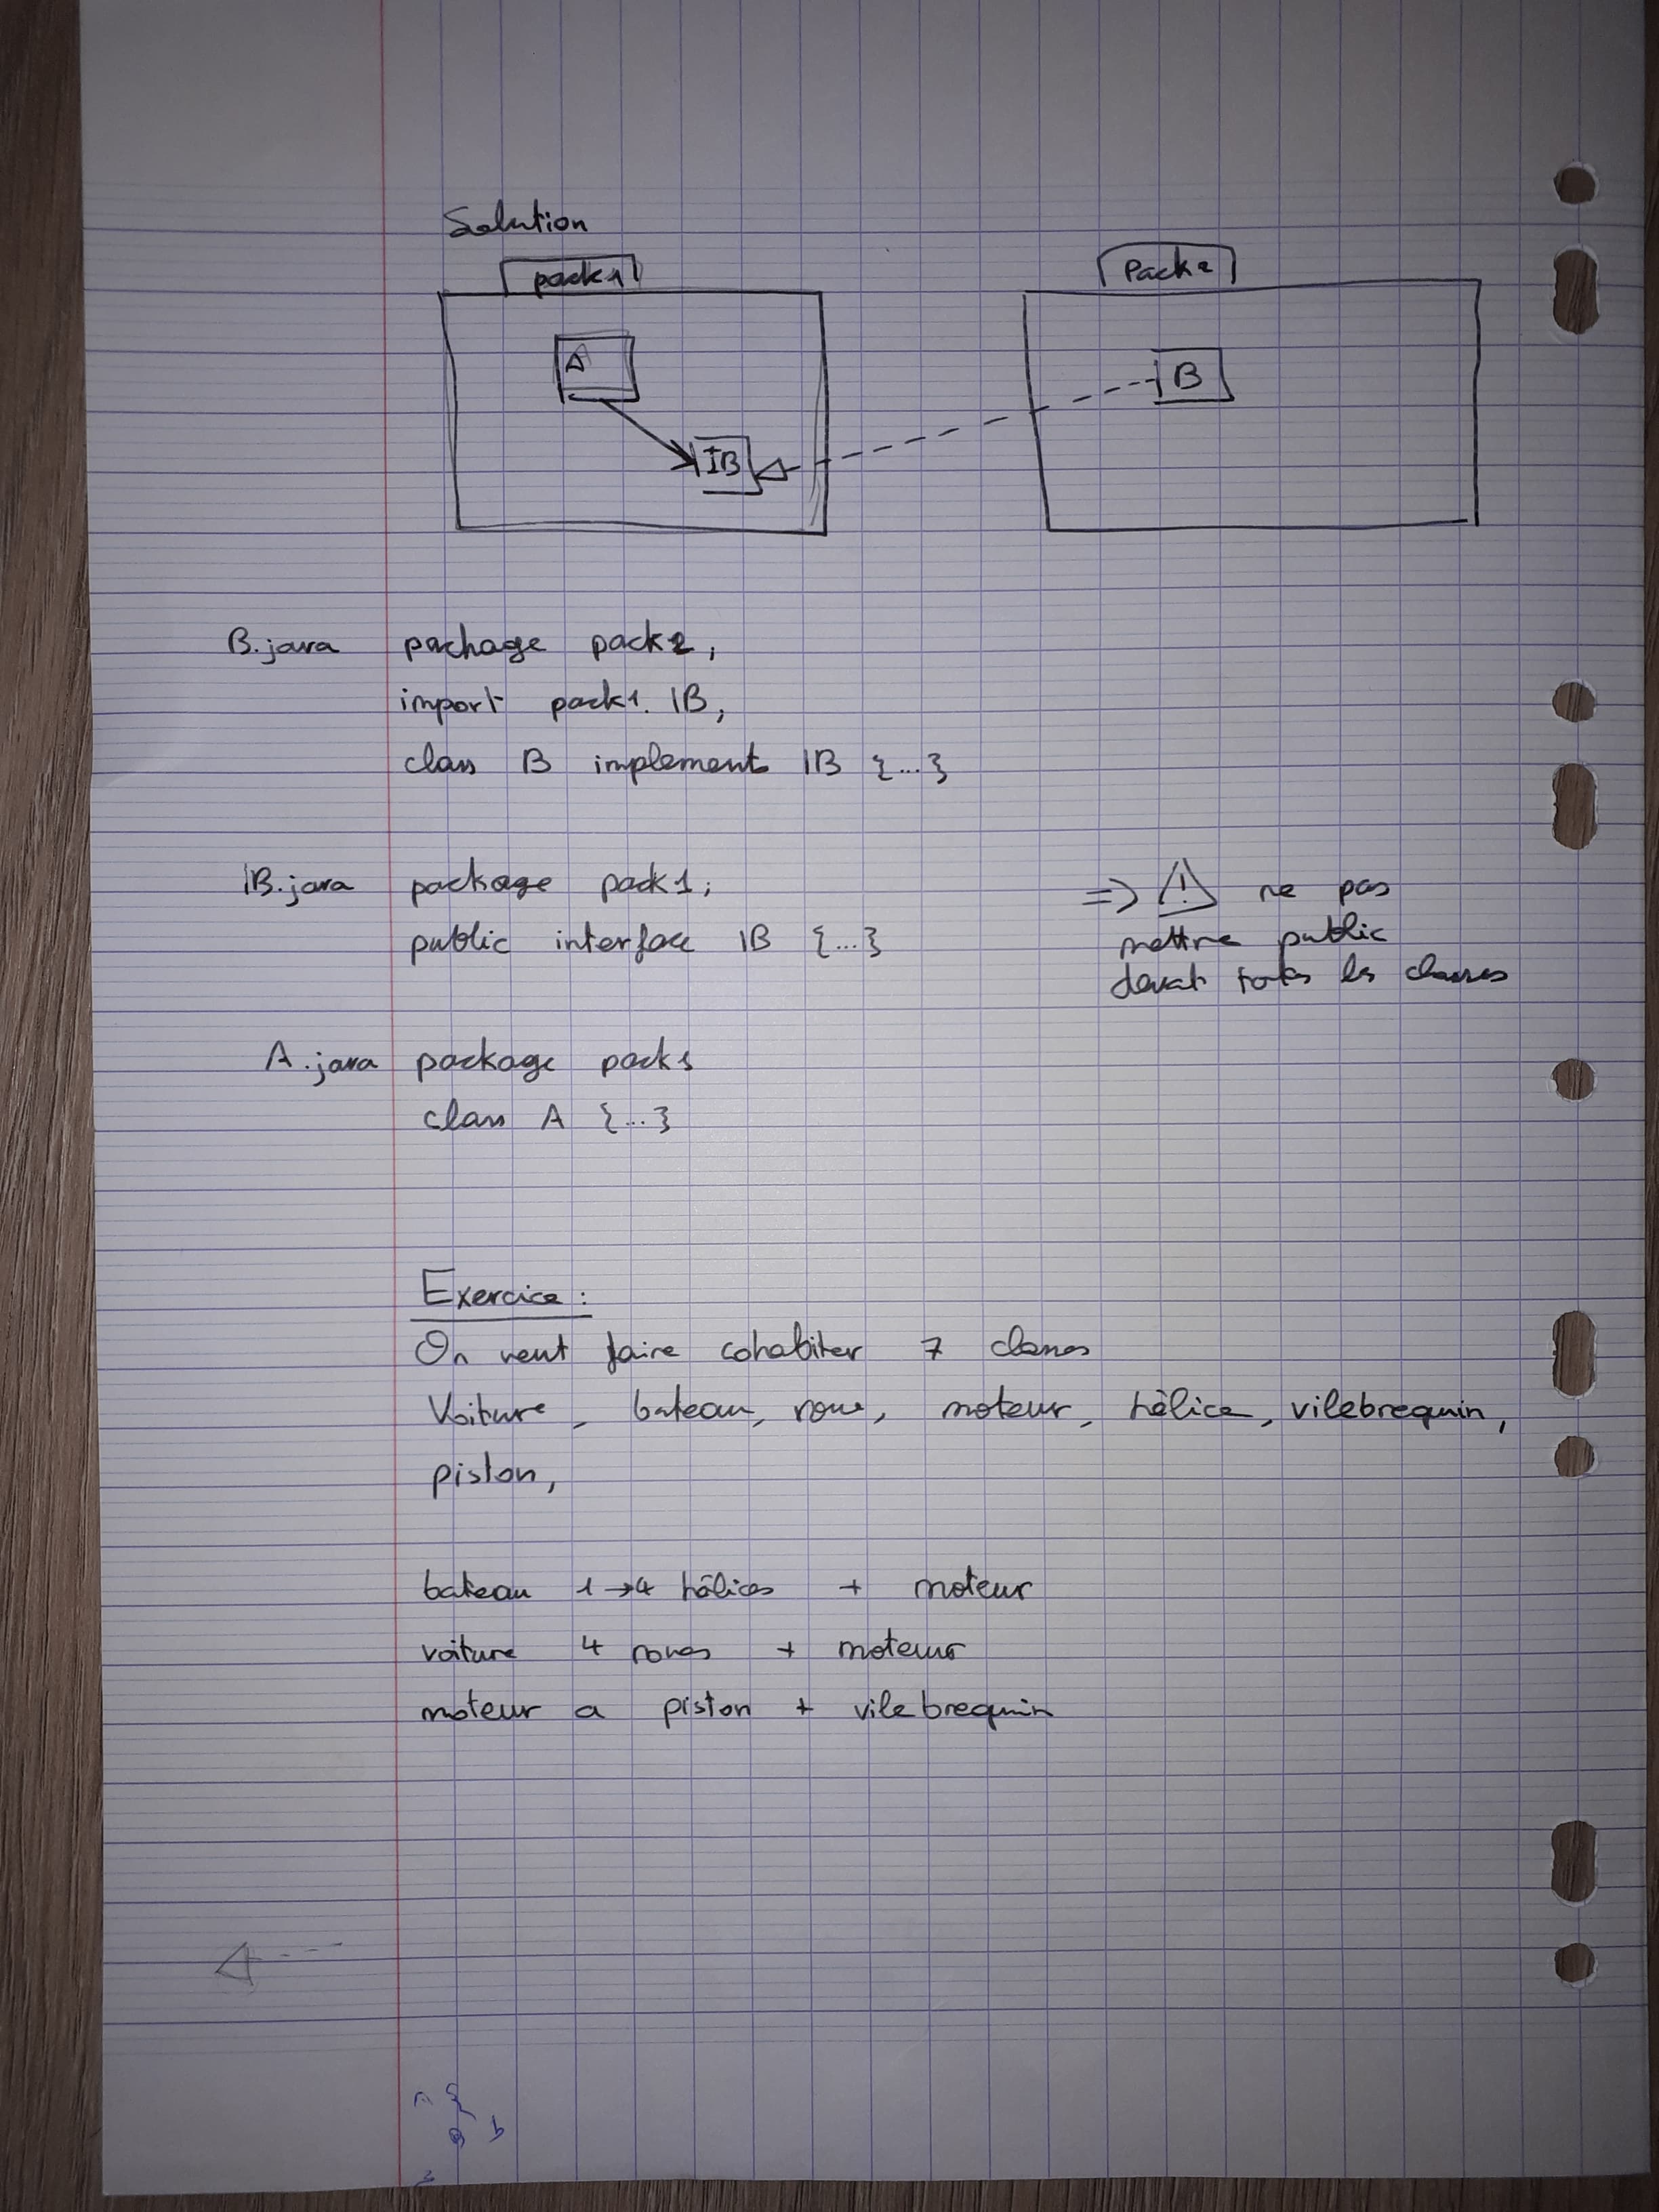 Solution
pack1
Pack2
A
B
IB
B.java package pack2;
import pack1.IB;
class B implement IB {...}
IB.java package pack1;
=> ! ne pas
public interface IB {...}
mettre public
devat toutes les classes
A.java package pack1
class A {...}
Exercice :
On veut faire cohabiter 7 classes
Voiture, bateau, roue, moteur, hélice, vilebrequin,
piston,
bateau 1→4 hélices + moteur
voiture 4 roues + moteur
moteur a piston + vilebrequin